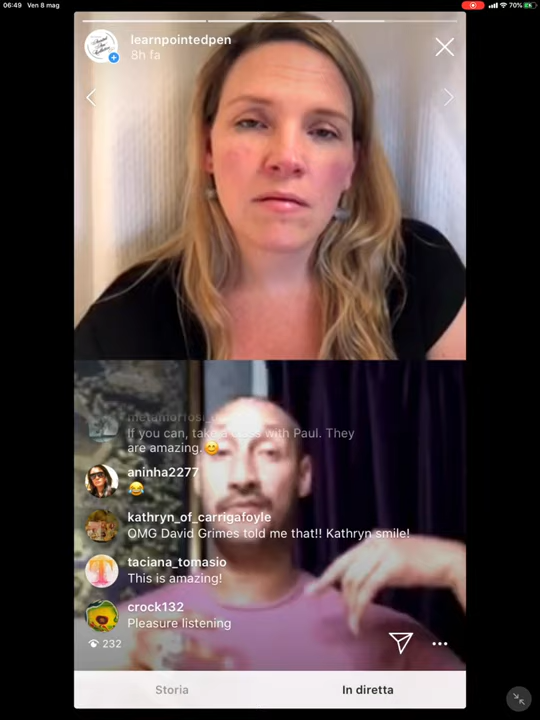 06:49 Ven 8 mag
70%
learnpointedpen
8h fa
If you can, take a class with Paul. They
are amazing.
aninha2277
kathryn_of_carrigafoyle
OMG David Grimes told me that!! Kathryn smile!
taciana_tomasio
This is amazing!
crock132
Pleasure listening
232
Storia
In diretta